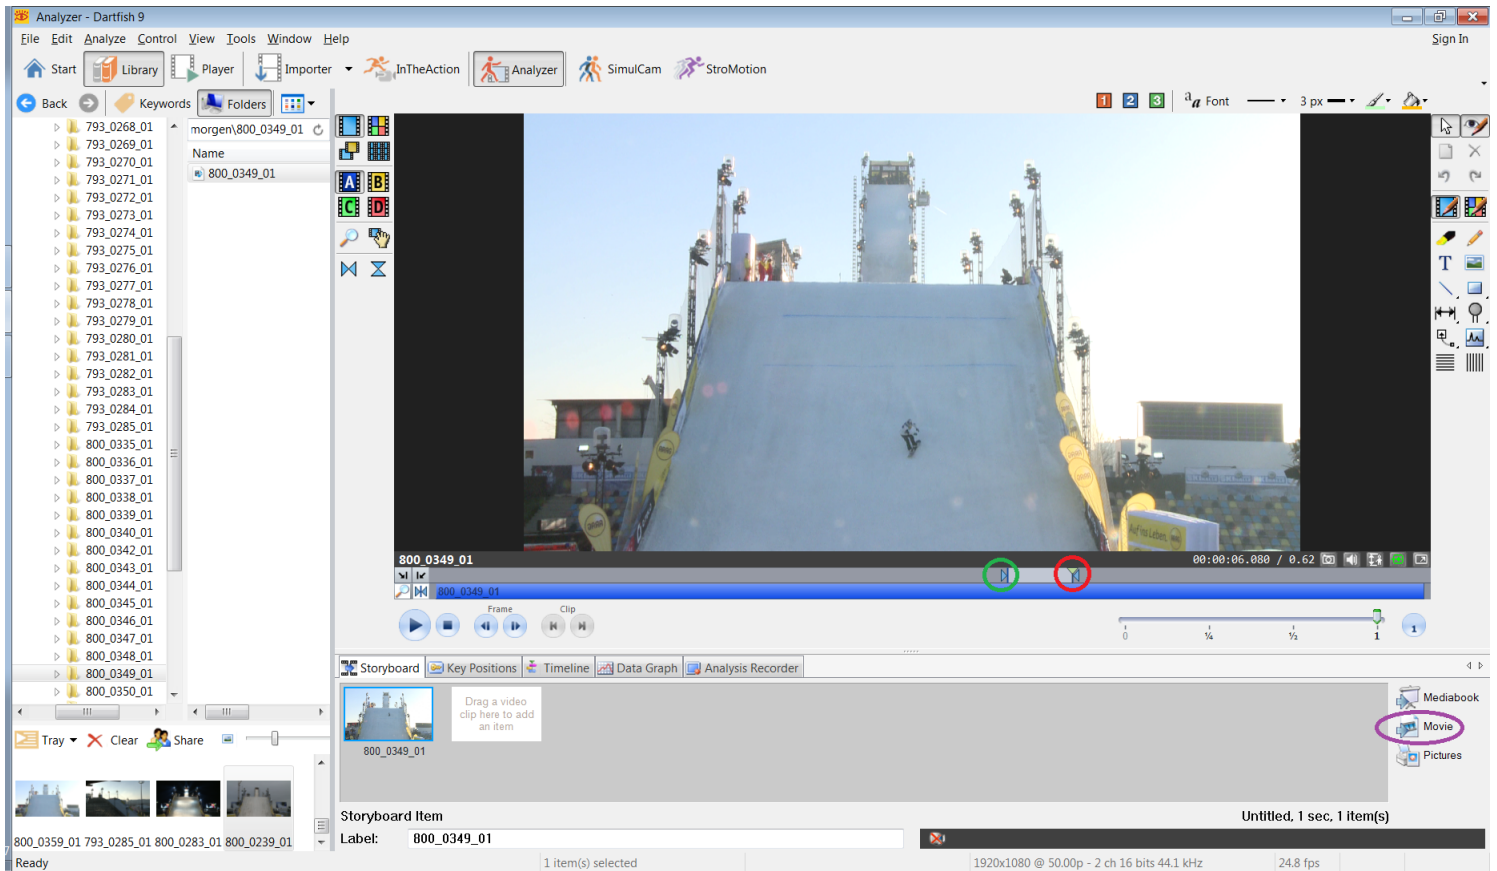 Analyzer - Dartfish 9
File Edit Analyze Control View Tools Window Help
Sign In
Start Library Player Importer InTheAction Analyzer SimulCam StroMotion
Back Keywords Folders
1 2 3 aa Font 3 px
793_0268_01
793_0269_01
793_0270_01
793_0271_01
793_0272_01
793_0273_01
793_0274_01
793_0275_01
793_0276_01
793_0277_01
793_0278_01
793_0279_01
793_0280_01
793_0281_01
793_0282_01
793_0283_01
793_0284_01
793_0285_01
800_0335_01
800_0336_01
800_0337_01
800_0338_01
800_0339_01
800_0340_01
800_0342_01
800_0343_01
800_0344_01
800_0345_01
800_0346_01
800_0347_01
800_0348_01
800_0349_01
800_0350_01
morgen\800_0349_01
Name
800_0349_01
A B
C D
T
Auf ins Leben.
800_0349_01
00:00:06.080 / 0.62
800_0349_01
Frame Clip
0 ¼ ½ 1
1
Storyboard Key Positions Timeline Data Graph Analysis Recorder
Drag a video
clip here to add
an item
800_0349_01
Mediabook
Movie
Pictures
Tray Clear Share
800_0359_01 793_0285_01 800_0283_01 800_0239_01
Storyboard Item
Untitled, 1 sec, 1 item(s)
Label: 800_0349_01
Ready
1 item(s) selected
1920x1080 @ 50.00p - 2 ch 16 bits 44.1 kHz
24.8 fps